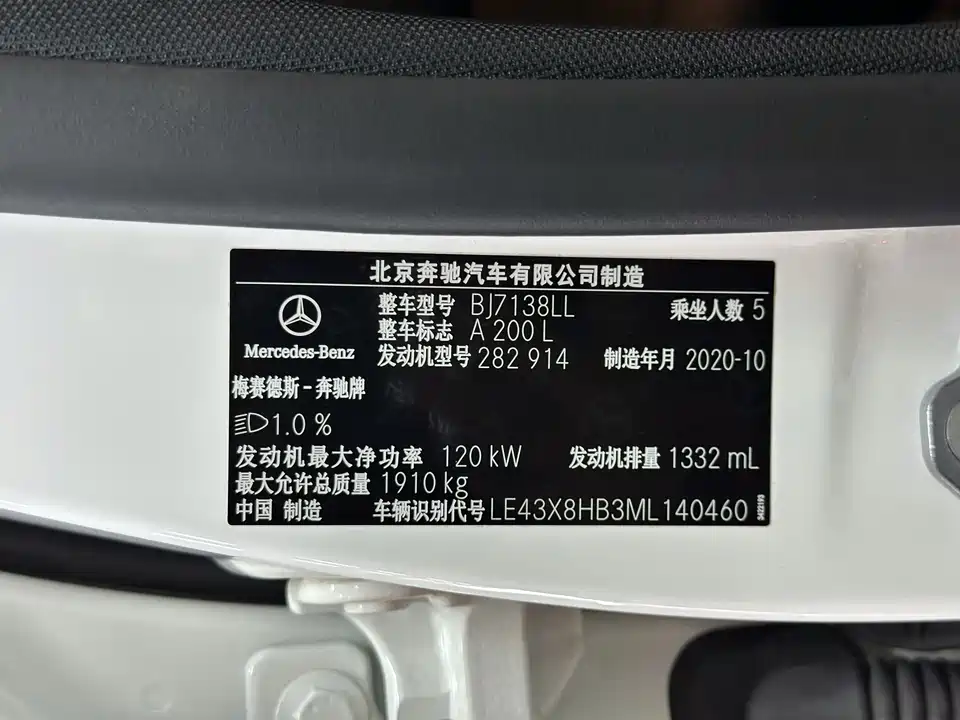 北京奔驰汽车有限公司制造
整车型号 BJ7138LL 乘坐人数 5
整车标志 A 200 L
Mercedes-Benz 发动机型号 282 914 制造年月 2020-10
梅赛德斯-奔驰牌
1.0 %
发动机最大净功率 120 kW 发动机排量 1332 mL
最大允许总质量 1910 kg
中国 制造 车辆识别代号 LE43X8HB3ML140460